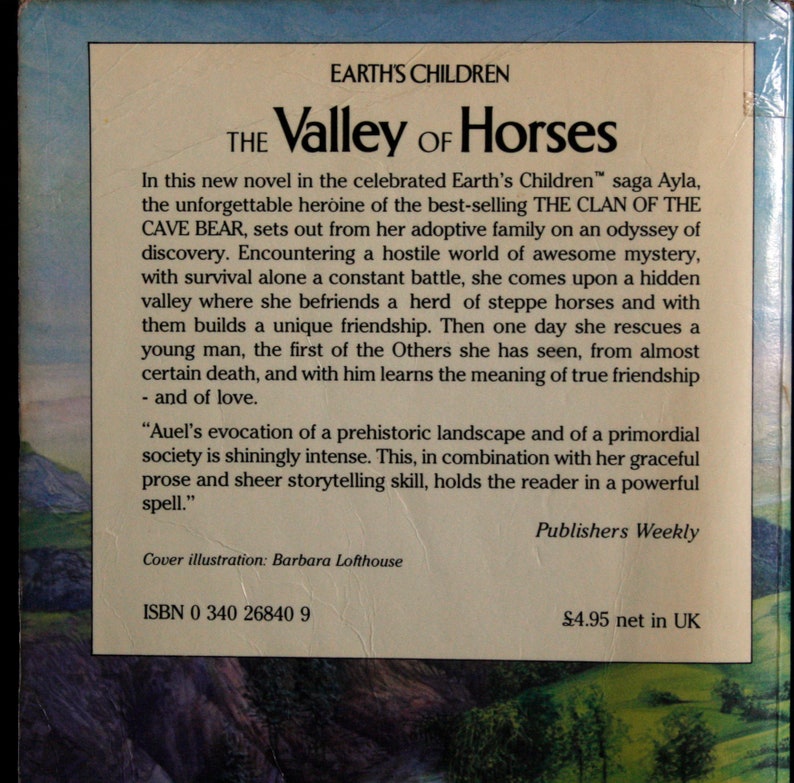 EARTH'S CHILDREN
THE Valley OF Horses
In this new novel in the celebrated Earth's Children™ saga Ayla,
the unforgettable heroine of the best-selling THE CLAN OF THE
CAVE BEAR, sets out from her adoptive family on an odyssey of
discovery. Encountering a hostile world of awesome mystery,
with survival alone a constant battle, she comes upon a hidden
valley where she befriends a herd of steppe horses and with
them builds a unique friendship. Then one day she rescues a
young man, the first of the Others she has seen, from almost
certain death, and with him learns the meaning of true friendship
- and of love.
“Auel's evocation of a prehistoric landscape and of a primordial
society is shiningly intense. This, in combination with her graceful
prose and sheer storytelling skill, holds the reader in a powerful
spell.”
Publishers Weekly
Cover illustration: Barbara Lofthouse
ISBN 0 340 26840 9
£4.95 net in UK